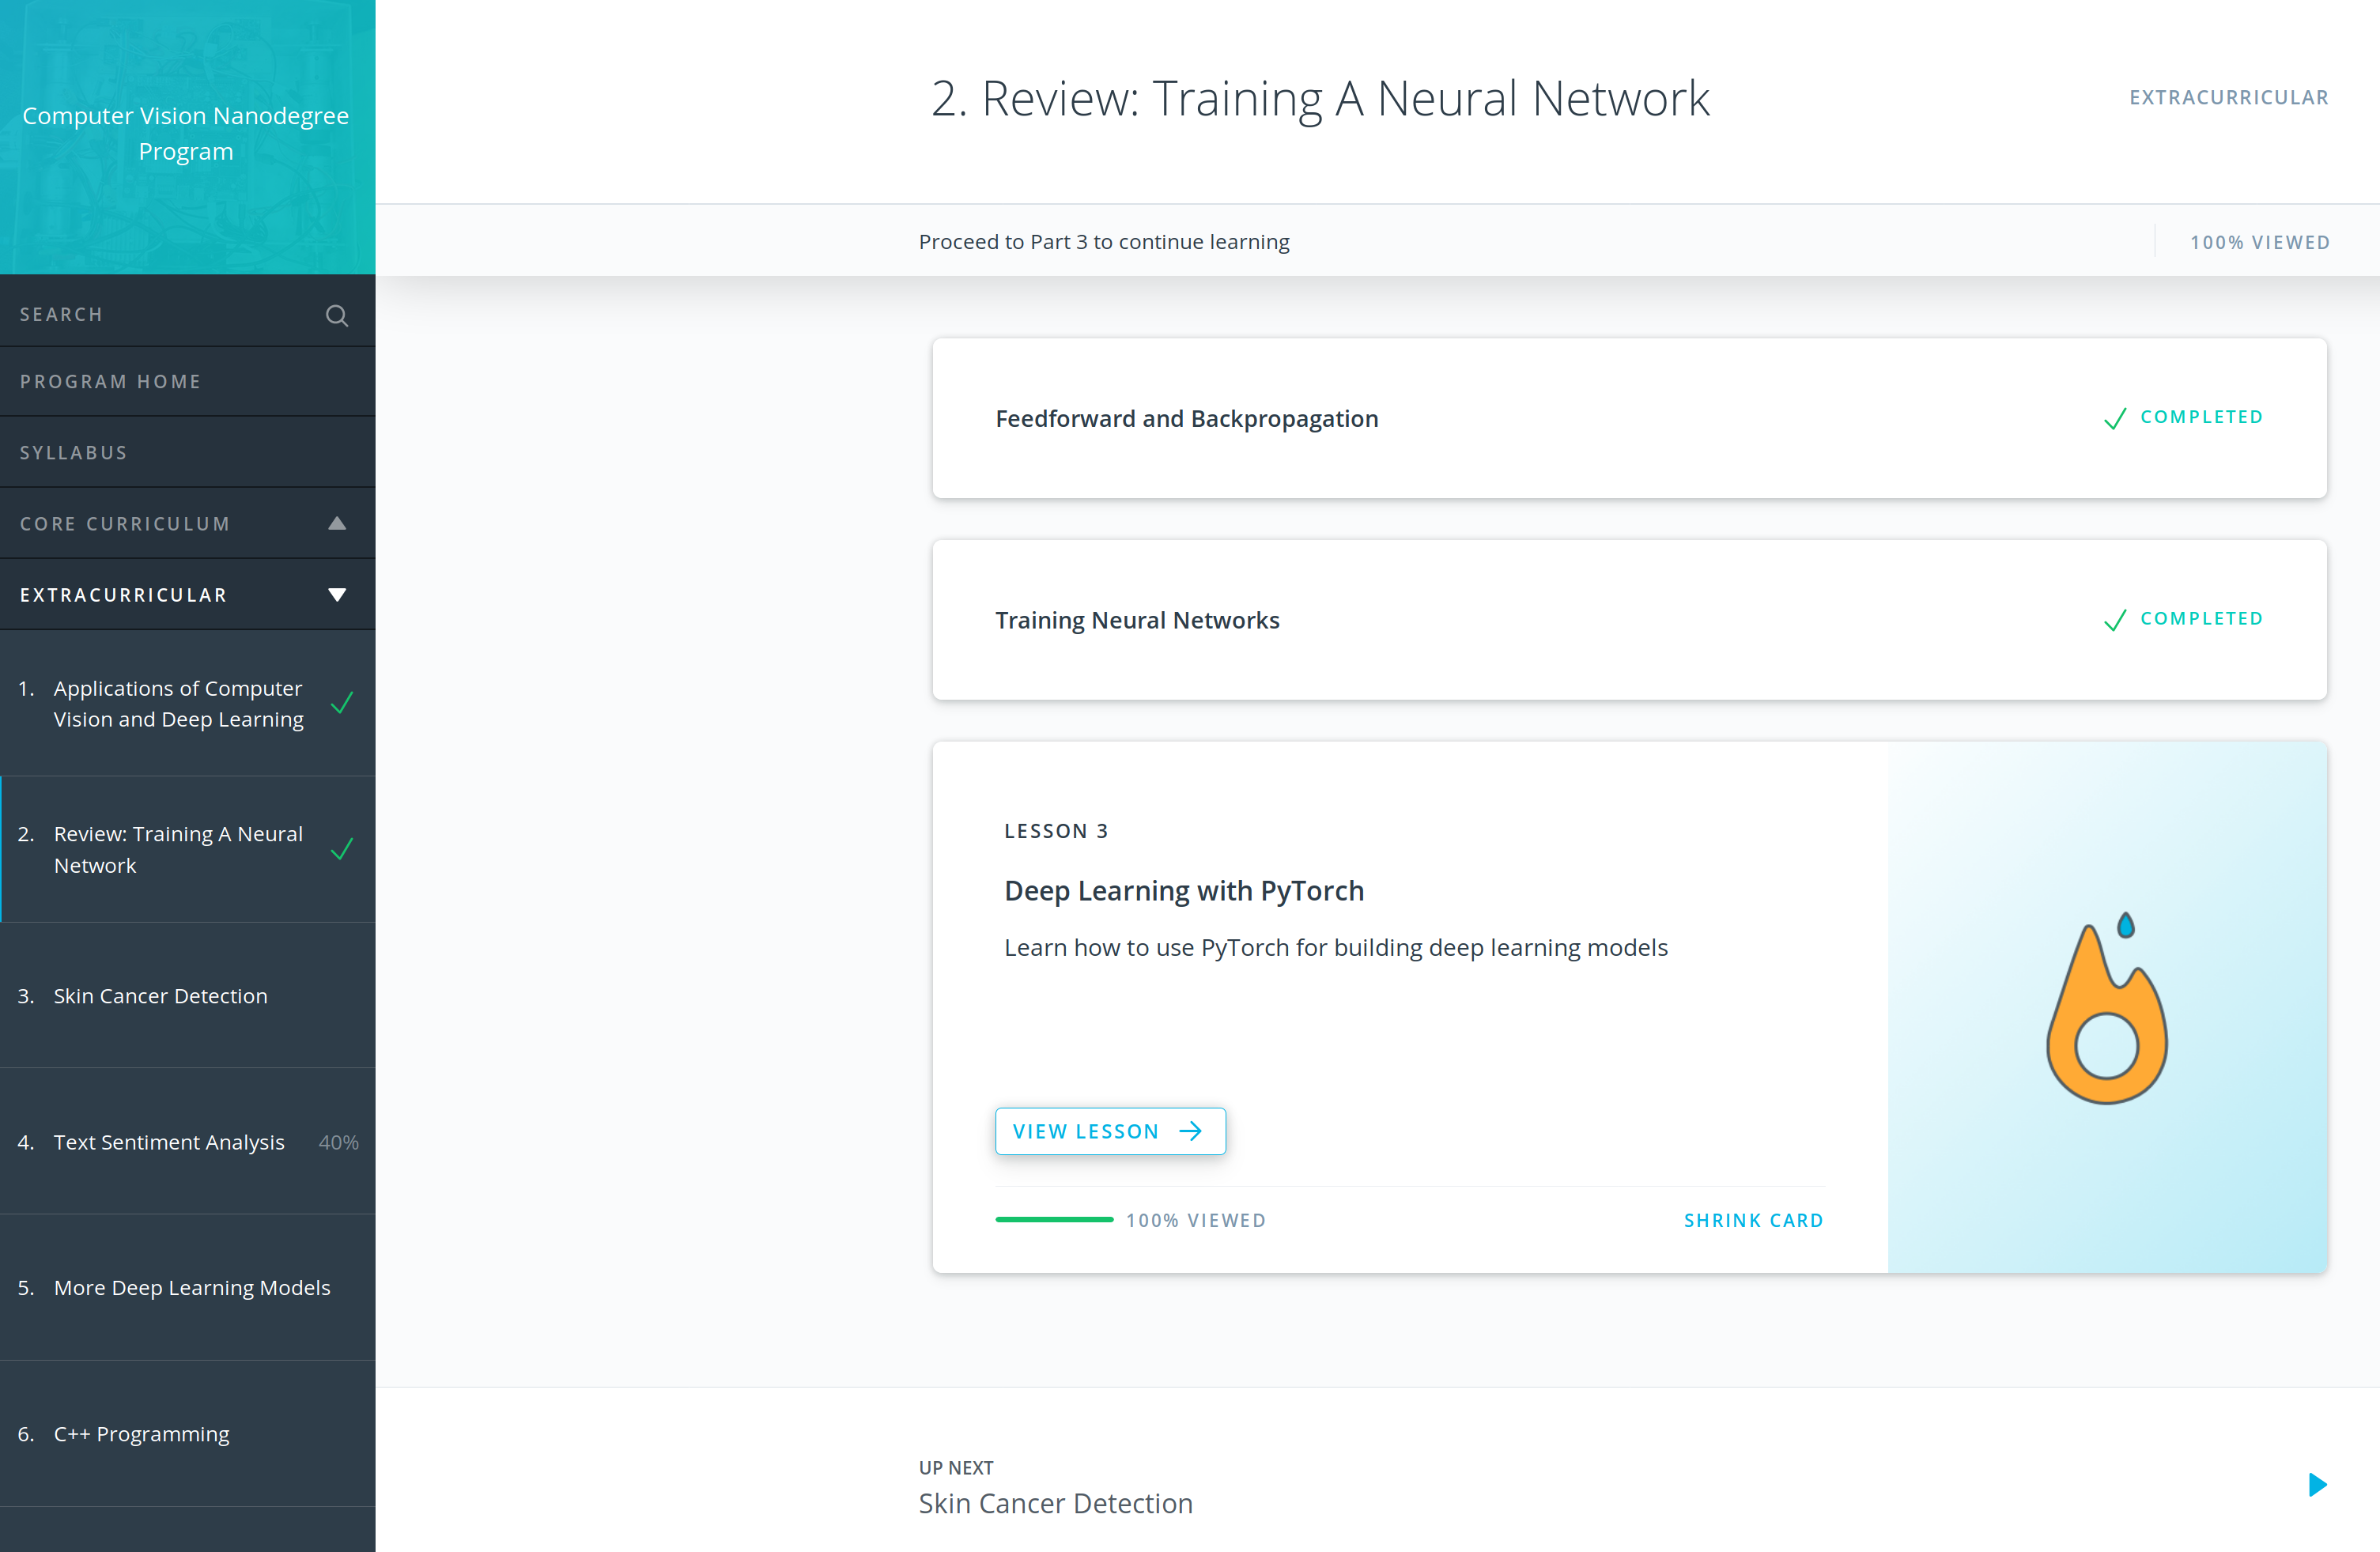 Computer Vision Nanodegree
Program
SEARCH
PROGRAM HOME
SYLLABUS
CORE CURRICULUM
EXTRACURRICULAR
1. Applications of Computer
Vision and Deep Learning
2. Review: Training A Neural
Network
3. Skin Cancer Detection
4. Text Sentiment Analysis 40%
5. More Deep Learning Models
6. C++ Programming
2. Review: Training A Neural Network
EXTRACURRICULAR
Proceed to Part 3 to continue learning
100% VIEWED
Feedforward and Backpropagation
COMPLETED
Training Neural Networks
COMPLETED
LESSON 3
Deep Learning with PyTorch
Learn how to use PyTorch for building deep learning models
VIEW LESSON
100% VIEWED
SHRINK CARD
UP NEXT
Skin Cancer Detection